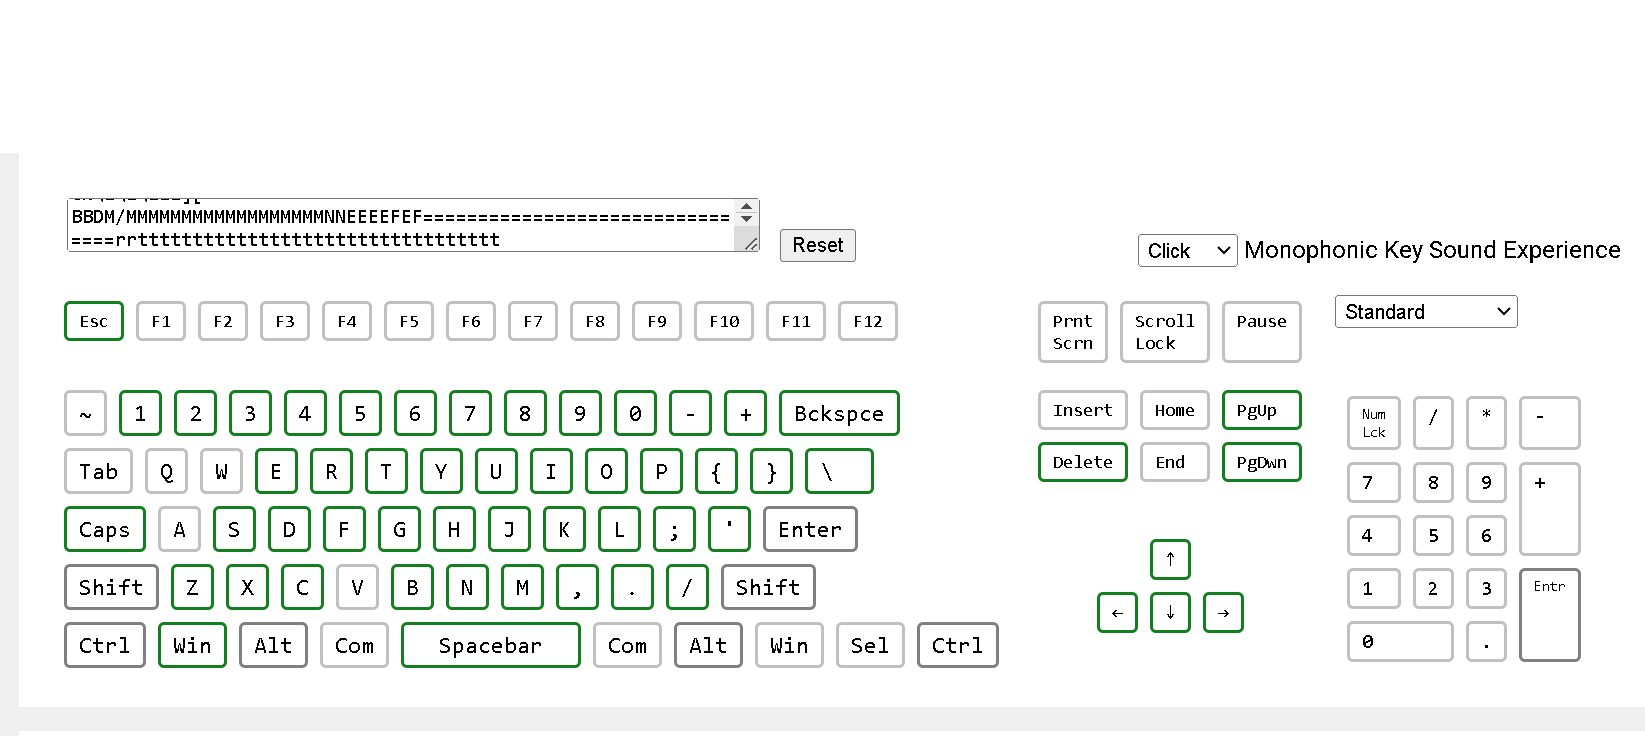 BBDM/MMMMMMMMMMMMMMMMMMNNEEEEFEF============================
====rrttttttttttttttttttttttttttttttttt
Reset
Click Monophonic Key Sound Experience
Esc F1 F2 F3 F4 F5 F6 F7 F8 F9 F10 F11 F12
Prnt Scrn
Scroll Lock
Pause
Standard
~ 1 2 3 4 5 6 7 8 9 0 - + Bckspce
Tab Q W E R T Y U I O P { } \
Caps A S D F G H J K L ; ' Enter
Shift Z X C V B N M , . / Shift
Ctrl Win Alt Com Spacebar Com Alt Win Sel Ctrl
Insert Home PgUp
Delete End PgDwn
↑
← ↓ →
Num Lck / * -
7 8 9 +
4 5 6
1 2 3 Entr
0 .